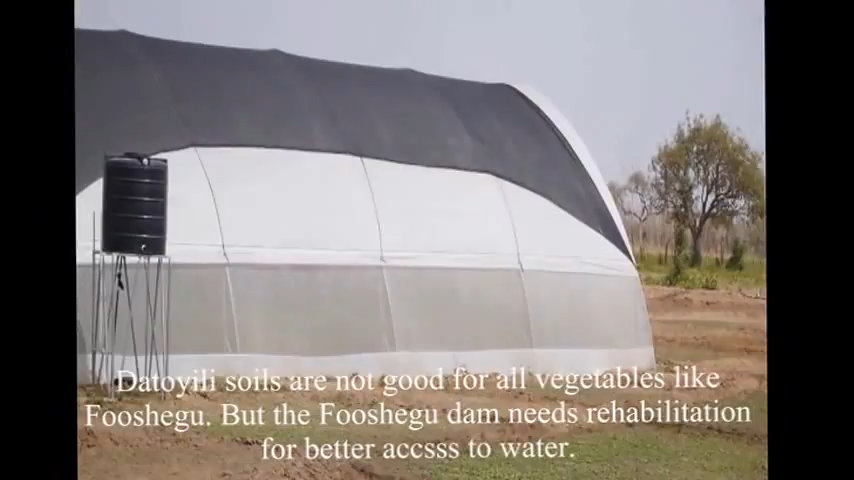 Datoyili soils are not good for all vegetables like
Fooshegu. But the Fooshegu dam needs rehabilitation
for better accsss to water.